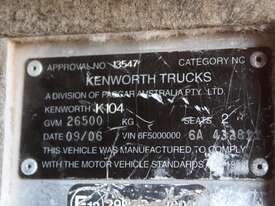 APPROVAL NO 13547 CATEGORY NC
KENWORTH TRUCKS
A DIVISION OF PACCAR AUSTRALIA PTY. LTD.
KENWORTH K104
GVM 26500 KG SEATS 2
DATE 09/06 VIN 6F5000000 6A
THIS VEHICLE WAS MANUFACTURED TO COMPLY
WITH THE MOTOR VEHICLE STANDARDS